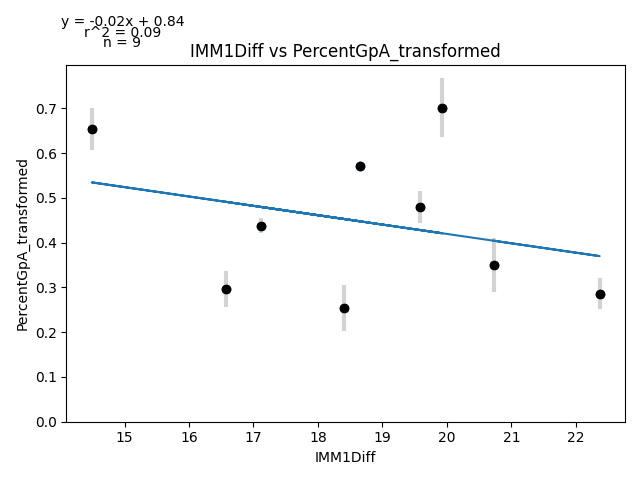 y = -0.02x + 0.84
r^2 = 0.09
n = 9
IMM1Diff vs PercentGpA_transformed
PercentGpA_transformed
0.7
0.6
0.5
0.4
0.3
0.2
0.1
0.0
15 16 17 18 19 20 21 22
IMM1Diff